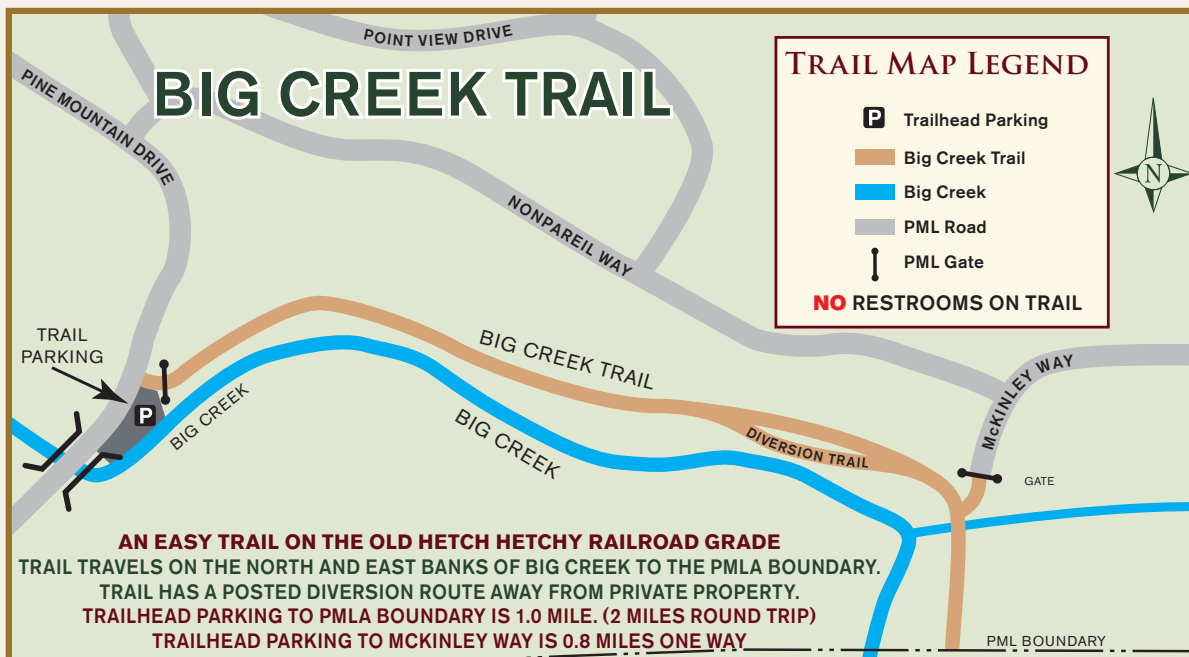 POINT VIEW DRIVE
BIG CREEK TRAIL
PINE MOUNTAIN DRIVE
NONPAREIL WAY
TRAIL MAP LEGEND
P Trailhead Parking
Big Creek Trail
Big Creek
PML Road
PML Gate
NO RESTROOMS ON TRAIL
N
TRAIL
PARKING
P
BIG CREEK
BIG CREEK TRAIL
BIG CREEK
DIVERSION TRAIL
McKINLEY WAY
GATE
AN EASY TRAIL ON THE OLD HETCH HETCHY RAILROAD GRADE
TRAIL TRAVELS ON THE NORTH AND EAST BANKS OF BIG CREEK TO THE PMLA BOUNDARY.
TRAIL HAS A POSTED DIVERSION ROUTE AWAY FROM PRIVATE PROPERTY.
TRAILHEAD PARKING TO PMLA BOUNDARY IS 1.0 MILE. (2 MILES ROUND TRIP)
TRAILHEAD PARKING TO MCKINLEY WAY IS 0.8 MILES ONE WAY
PML BOUNDARY